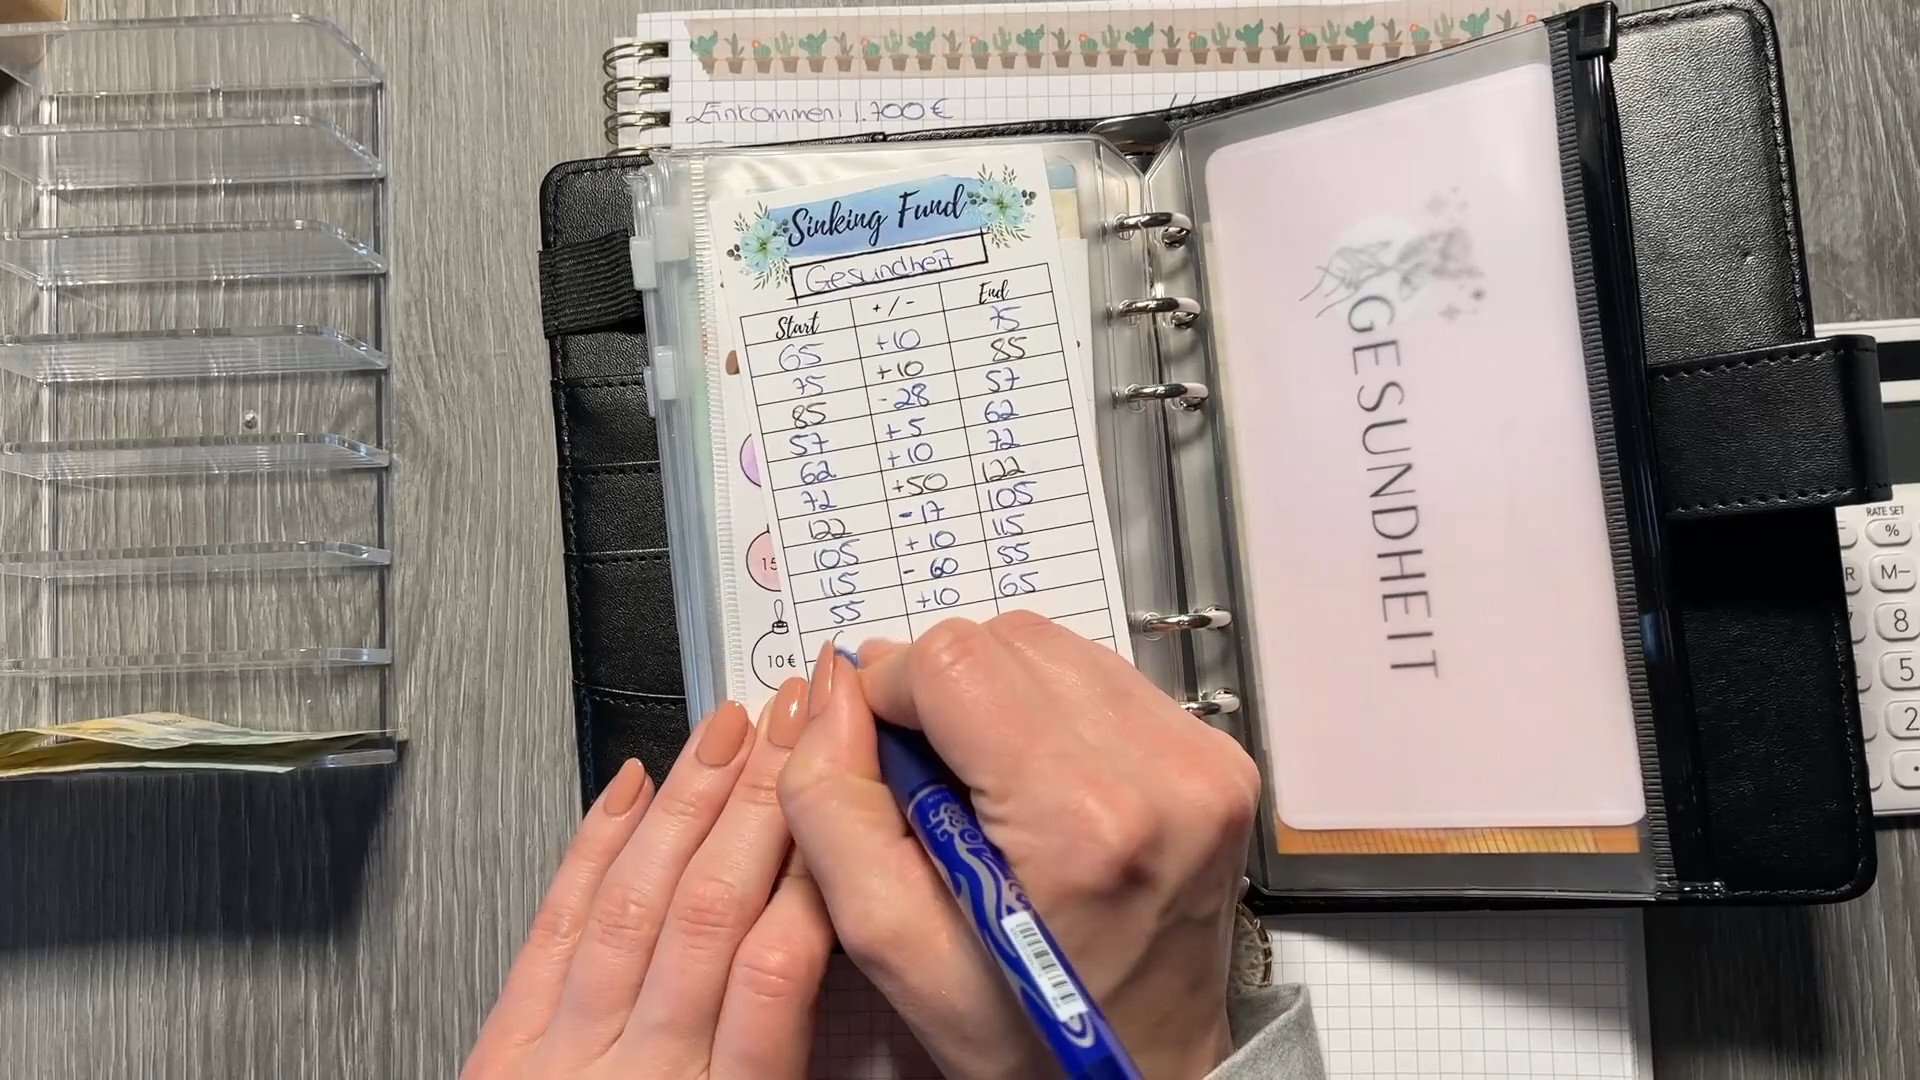 Einkommen: 1.700€
Sinking Fund
Gesundheit
Start +/- End
65 +10 75
75 +10 85
85 -28 57
57 +5 62
62 +10 72
72 +50 122
122 -17 105
105 +10 115
115 -60 55
55 +10 65
6
15
10€
GESUNDHEIT
RATE SET
%
M−
8
5
2